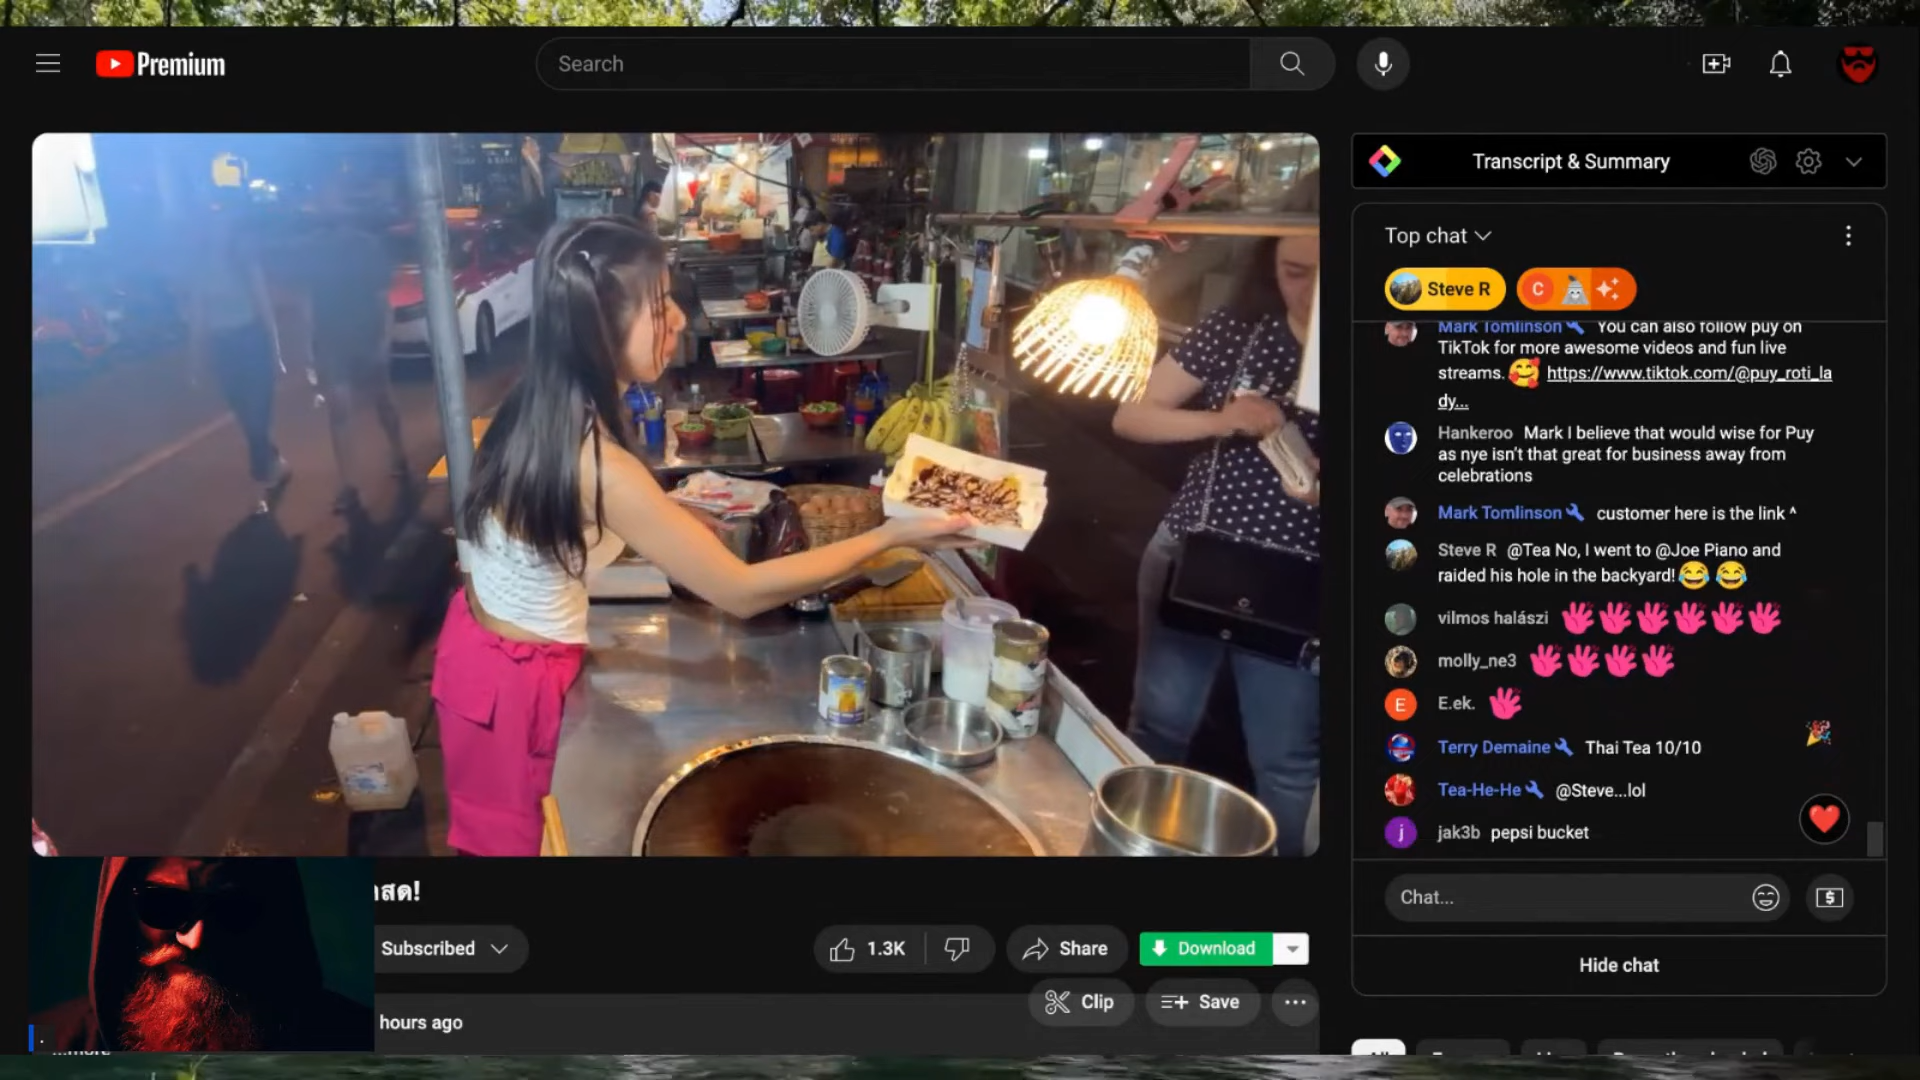 Premium
Search
Transcript & Summary
Top chat
Steve R
C
Mark Tomlinson You can also follow puy on
TikTok for more awesome videos and fun live
streams. https://www.tiktok.com/@puy_roti_la
dy...
Hankeroo Mark I believe that would wise for Puy
as nye isn't that great for business away from
celebrations
Mark Tomlinson customer here is the link ^
Steve R @Tea No, I went to @Joe Piano and
raided his hole in the backyard! 😂 😂
vilmos halászi
molly_ne3
E E.ek.
Terry Demaine Thai Tea 10/10
Tea-He-He @Steve...lol
j jak3b pepsi bucket
Chat...
Hide chat
สด!
Subscribed
1.3K
Share
Download
Clip
Save
hours ago
...more
All